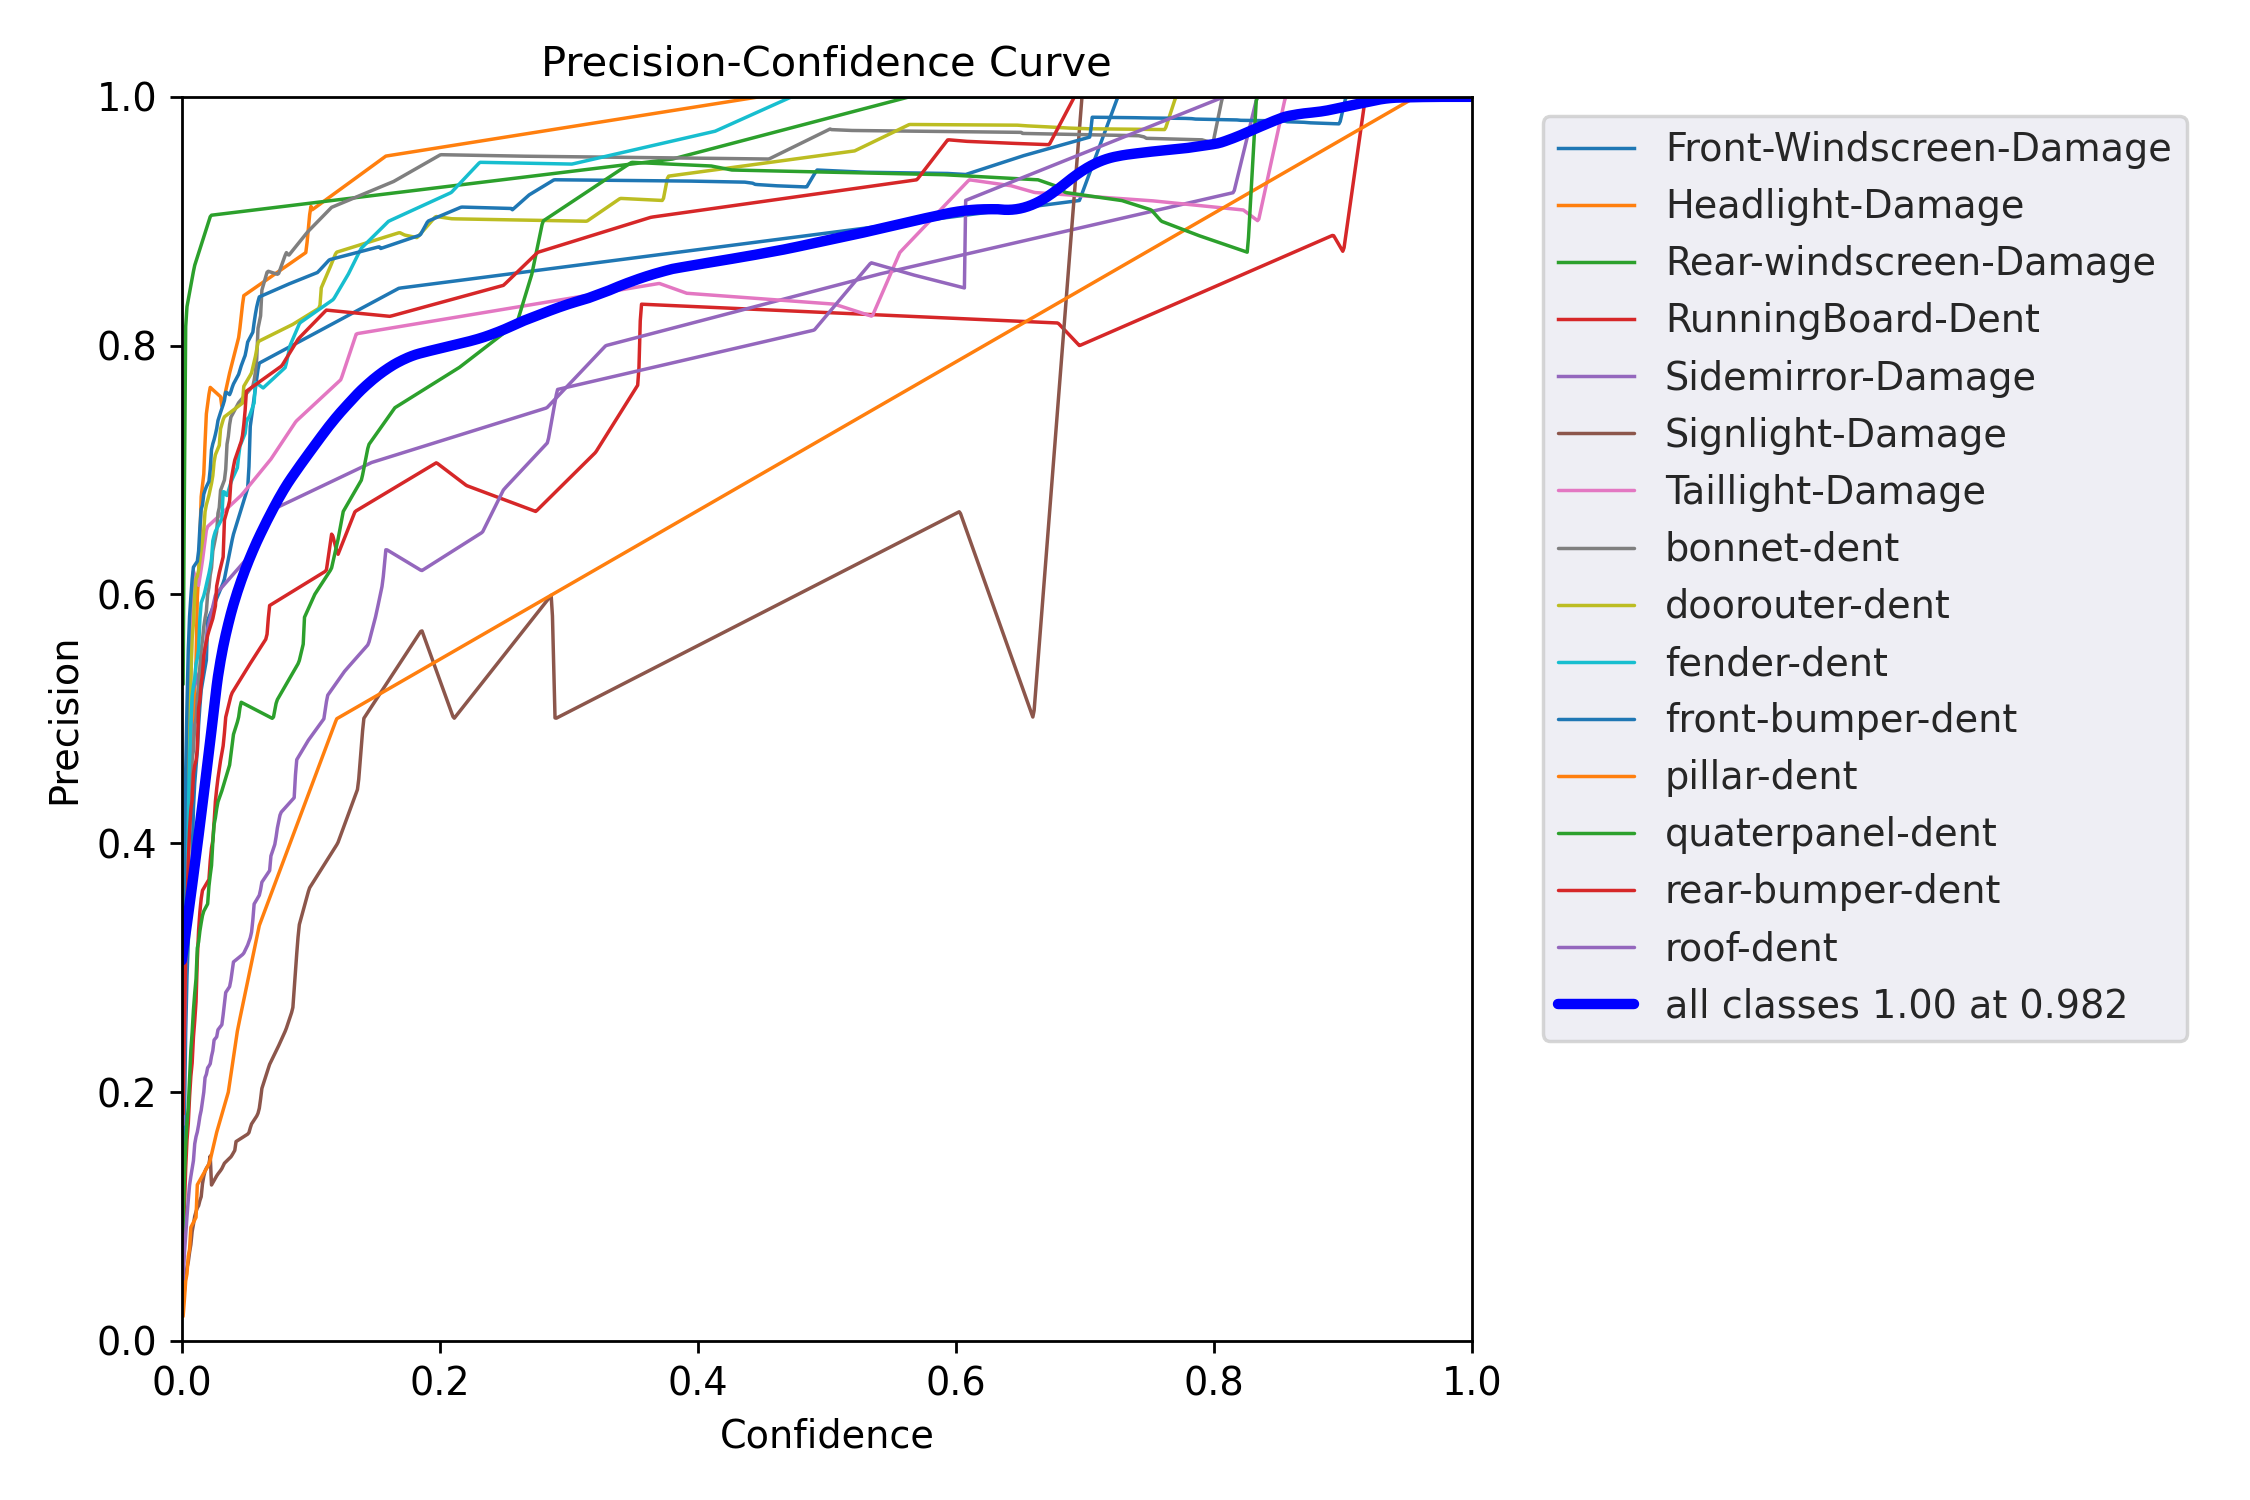 Precision-Confidence Curve
1.0
0.8
0.6
0.4
0.2
0.0
Precision
0.0 0.2 0.4 0.6 0.8 1.0
Confidence
Front-Windscreen-Damage
Headlight-Damage
Rear-windscreen-Damage
RunningBoard-Dent
Sidemirror-Damage
Signlight-Damage
Taillight-Damage
bonnet-dent
doorouter-dent
fender-dent
front-bumper-dent
pillar-dent
quaterpanel-dent
rear-bumper-dent
roof-dent
all classes 1.00 at 0.982